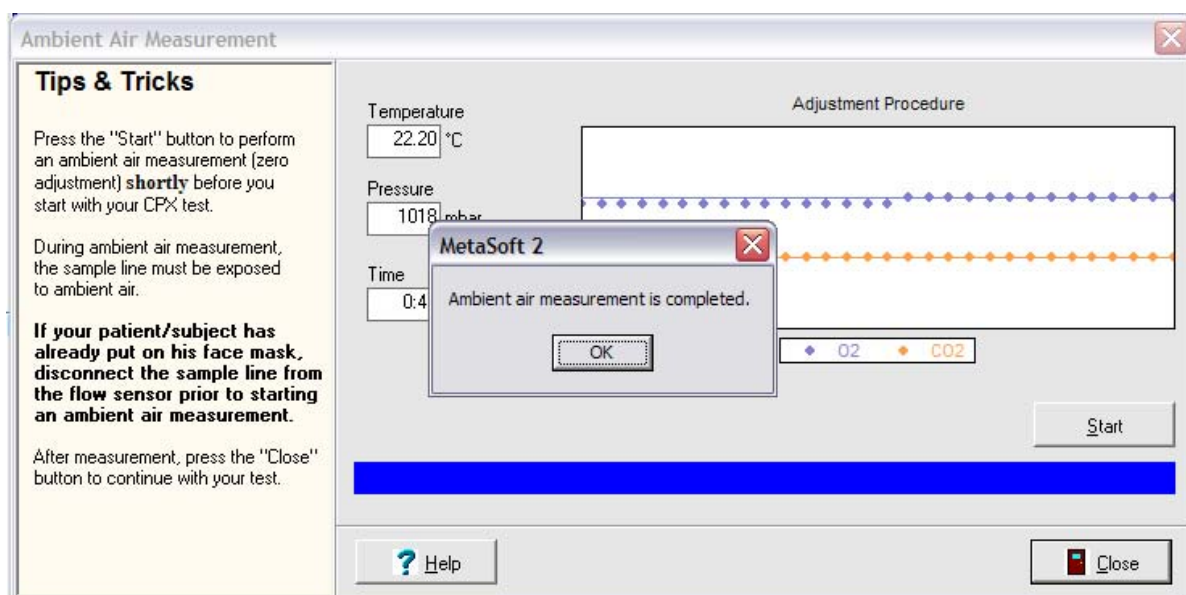 Ambient Air Measurement
Tips & Tricks
Press the "Start" button to perform
an ambient air measurement (zero
adjustment) shortly before you
start with your CPX test.
During ambient air measurement,
the sample line must be exposed
to ambient air.
If your patient/subject has
already put on his face mask,
disconnect the sample line from
the flow sensor prior to starting
an ambient air measurement.
After measurement, press the "Close"
button to continue with your test.
Temperature
22.20 °C
Pressure
1018 mbar
Time
0:4
Adjustment Procedure
MetaSoft 2
Ambient air measurement is completed.
OK
O2 CO2
Start
Help
Close